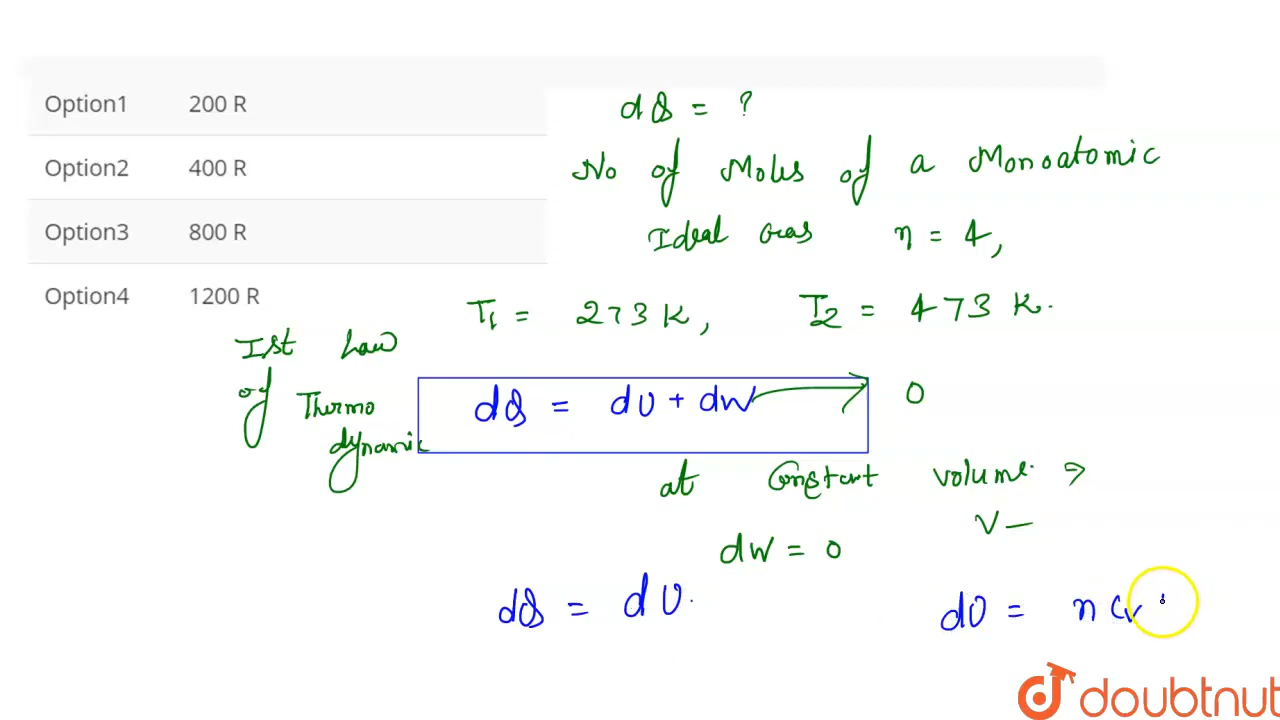 Option1 200 R
Option2 400 R
Option3 800 R
Option4 1200 R
dQ = ?
No of Moles of a Monoatomic
Ideal Gas n = 4,
T1 = 273 K, T2 = 473 K.
Ist Law
of Thermo
dynamic
dQ = dU + dW → 0
at Constant volume ⇒
V —
dW = 0
dQ = dU.
dU = n Cv
doubtnut